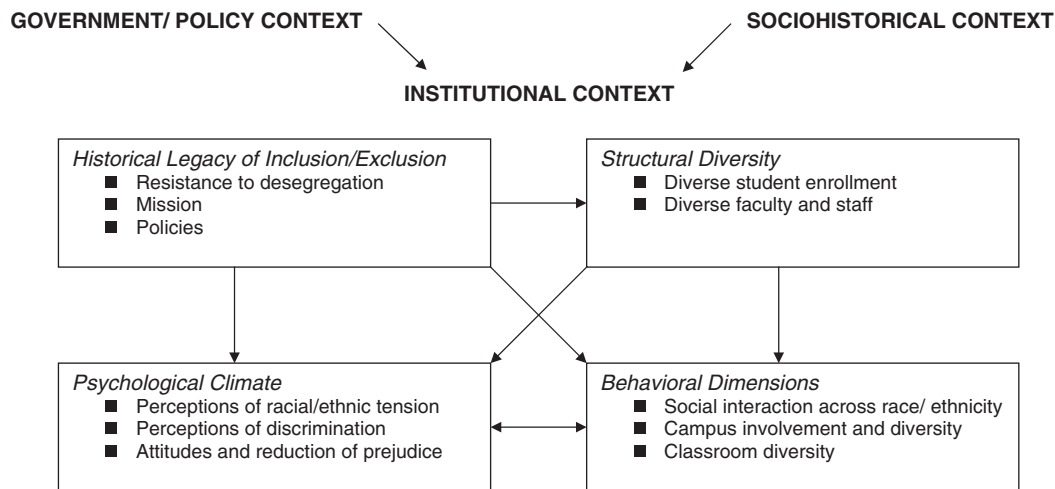 GOVERNMENT/ POLICY CONTEXT
SOCIOHISTORICAL CONTEXT
INSTITUTIONAL CONTEXT
Historical Legacy of Inclusion/Exclusion
■ Resistance to desegregation
■ Mission
■ Policies
Structural Diversity
■ Diverse student enrollment
■ Diverse faculty and staff
Psychological Climate
■ Perceptions of racial/ethnic tension
■ Perceptions of discrimination
■ Attitudes and reduction of prejudice
Behavioral Dimensions
■ Social interaction across race/ ethnicity
■ Campus involvement and diversity
■ Classroom diversity